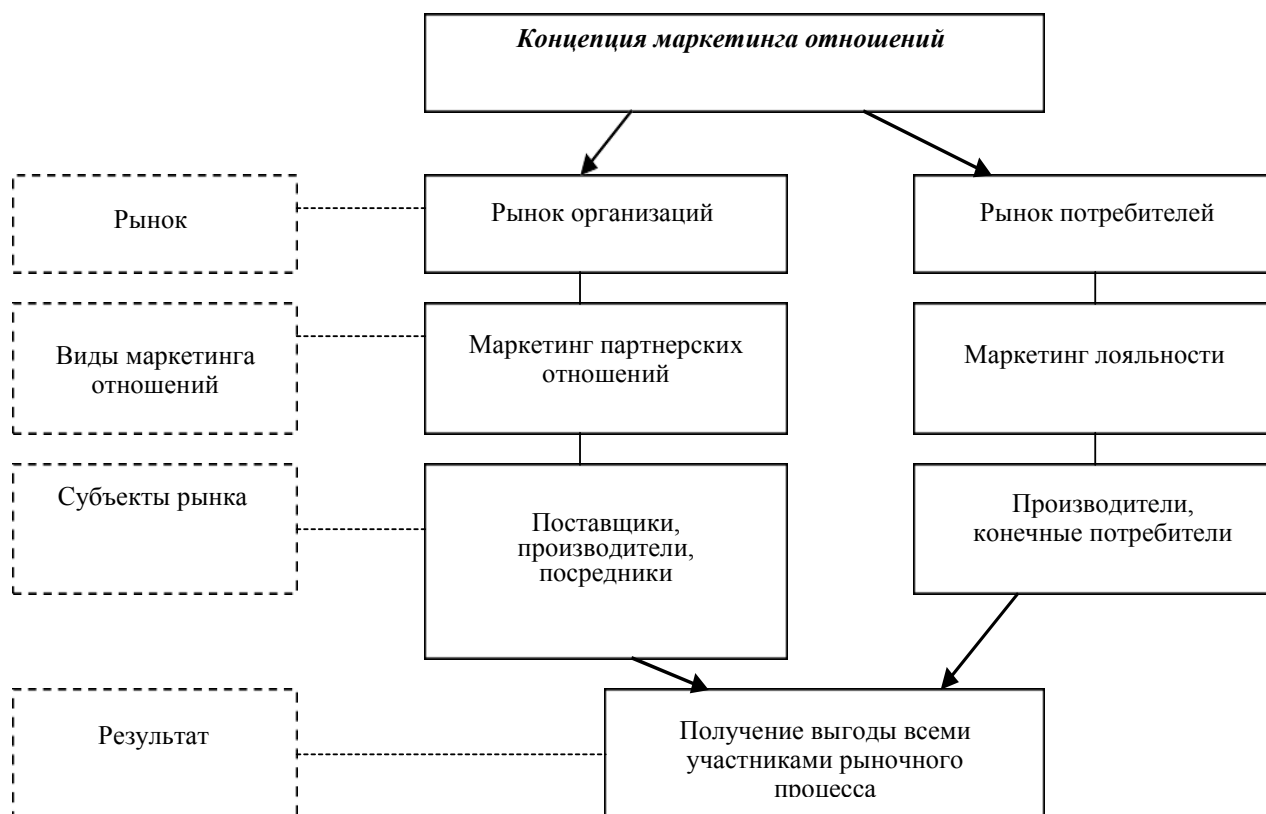 Концепция маркетинга отношений
Рынок
Рынок организаций
Рынок потребителей
Виды маркетинга
отношений
Маркетинг партнерских
отношений
Маркетинг лояльности
Субъекты рынка
Поставщики,
производители,
посредники
Производители,
конечные потребители
Результат
Получение выгоды всеми
участниками рыночного
процесса